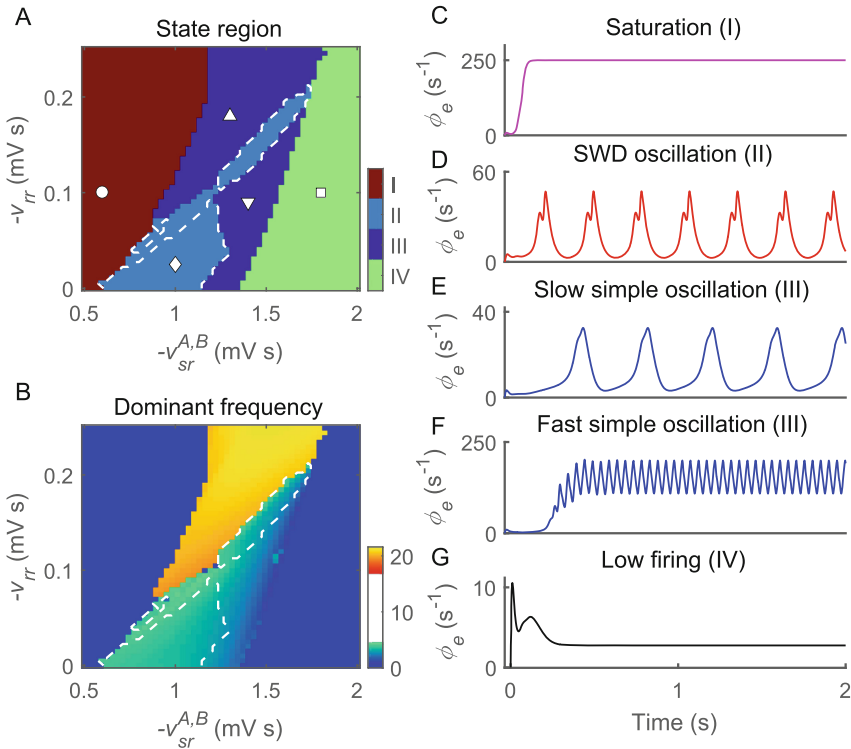 A
State region
-v_rr (mV s)
0.2
0.1
0
0.5 1 1.5 2
-v_sr^A,B (mV s)
I
II
III
IV
B
Dominant frequency
-v_rr (mV s)
0.2
0.1
0
0.5 1 1.5 2
-v_sr^A,B (mV s)
20
10
0
C
Saturation (I)
ϕ_e (s⁻¹)
250
0
D
SWD oscillation (II)
ϕ_e (s⁻¹)
60
0
E
Slow simple oscillation (III)
ϕ_e (s⁻¹)
40
0
F
Fast simple oscillation (III)
ϕ_e (s⁻¹)
250
0
G
Low firing (IV)
ϕ_e (s⁻¹)
10
0
0 1 2
Time (s)